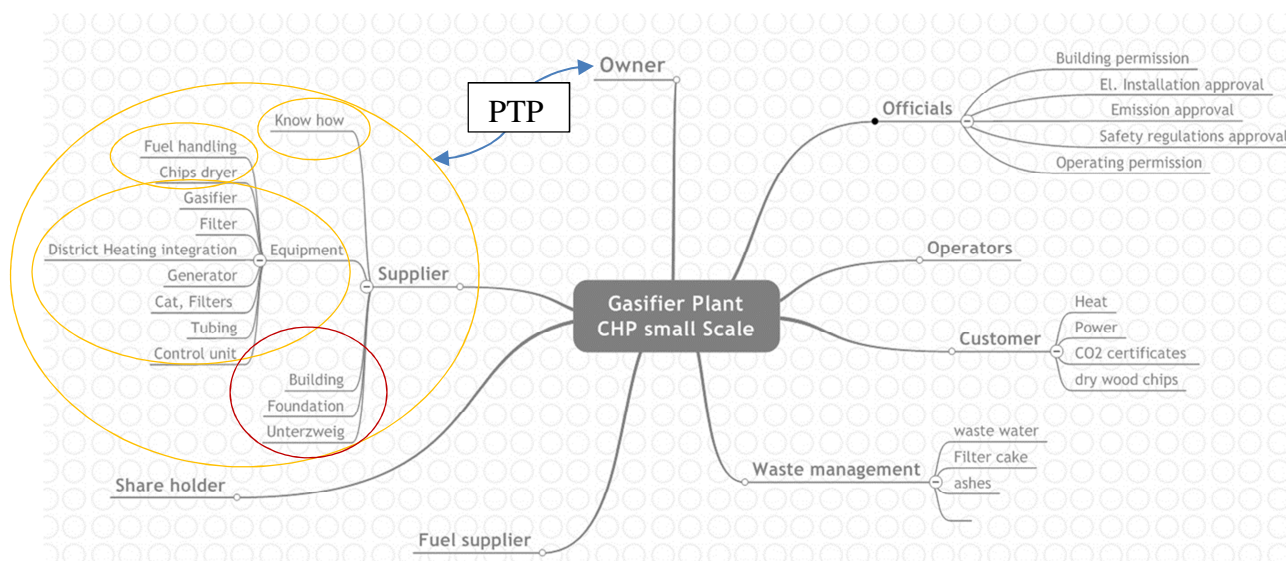 Owner
PTP
Know how
Fuel handling
Chips dryer
Gasifier
Filter
District Heating integration
Generator
Cat, Filters
Tubing
Control unit
Equipment
Supplier
Building
Foundation
Unterzweig
Share holder
Fuel supplier
Gasifier Plant
CHP small Scale
Officials
Building permission
El. Installation approval
Emission approval
Safety regulations approval
Operating permission
Operators
Customer
Heat
Power
CO2 certificates
dry wood chips
Waste management
waste water
Filter cake
ashes